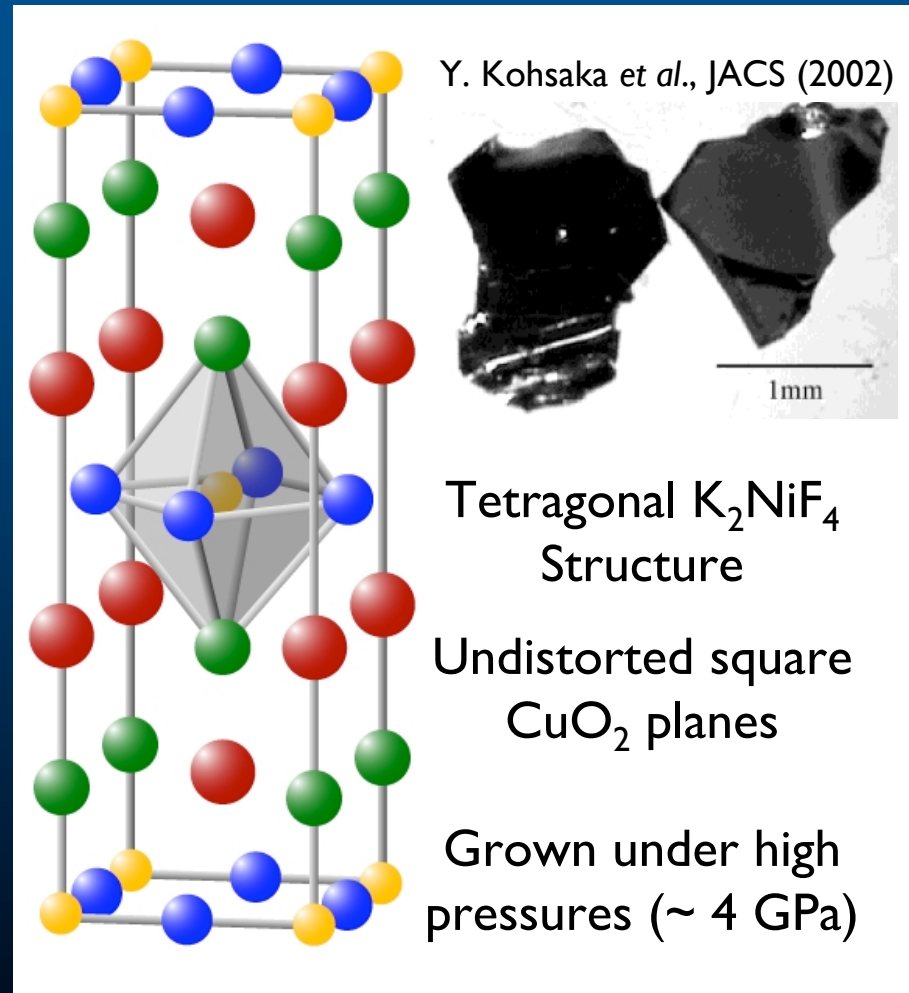 Y. Kohsaka et al., JACS (2002)
1mm
Tetragonal K₂NiF₄
Structure
Undistorted square
CuO₂ planes
Grown under high
pressures (~ 4 GPa)